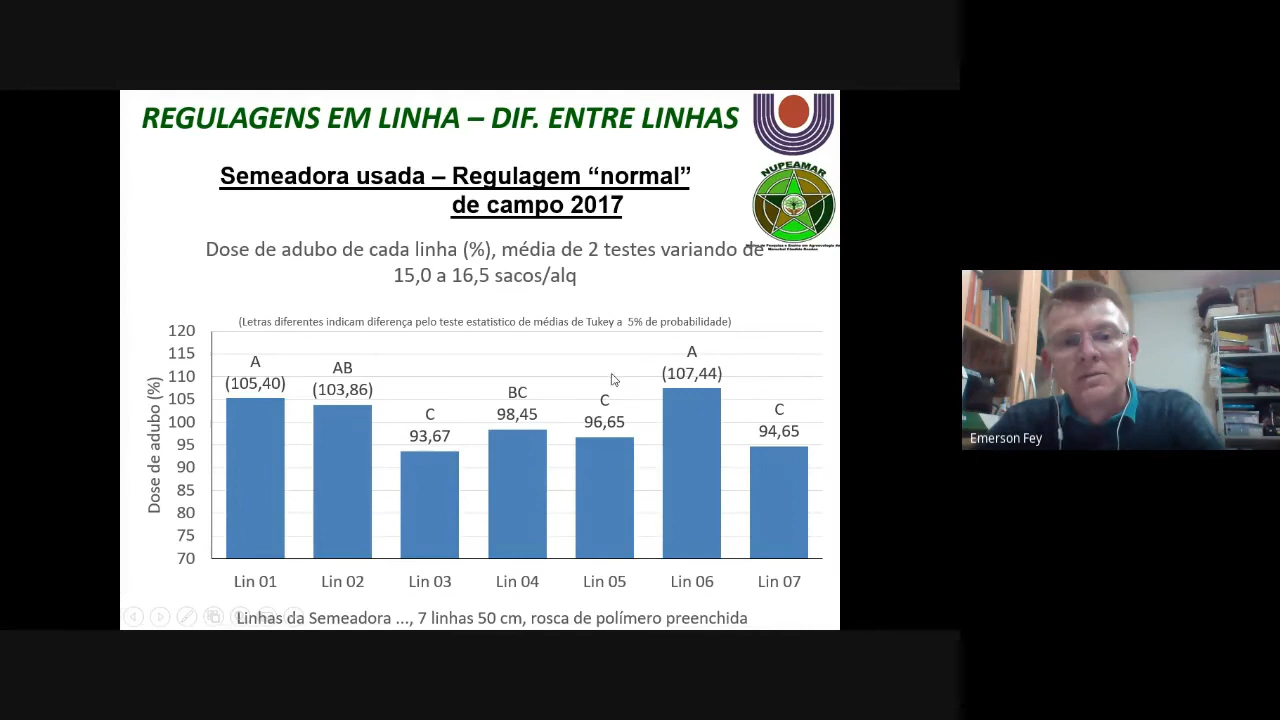 REGULAGENS EM LINHA – DIF. ENTRE LINHAS
NUPEAMAR
Semeadora usada – Regulagem “normal”
de campo 2017
Dose de adubo de cada linha (%), média de 2 testes variando de
15,0 a 16,5 sacos/alq
(Letras diferentes indicam diferença pelo teste estatistico de médias de Tukey a 5% de probabilidade)
Dose de adubo (%)
120
115
110
105
100
95
90
85
80
75
70
A
(105,40)
AB
(103,86)
C
93,67
BC
98,45
C
96,65
A
(107,44)
C
94,65
Lin 01
Lin 02
Lin 03
Lin 04
Lin 05
Lin 06
Lin 07
Linhas da Semeadora ..., 7 linhas 50 cm, rosca de polímero preenchida
Emerson Fey